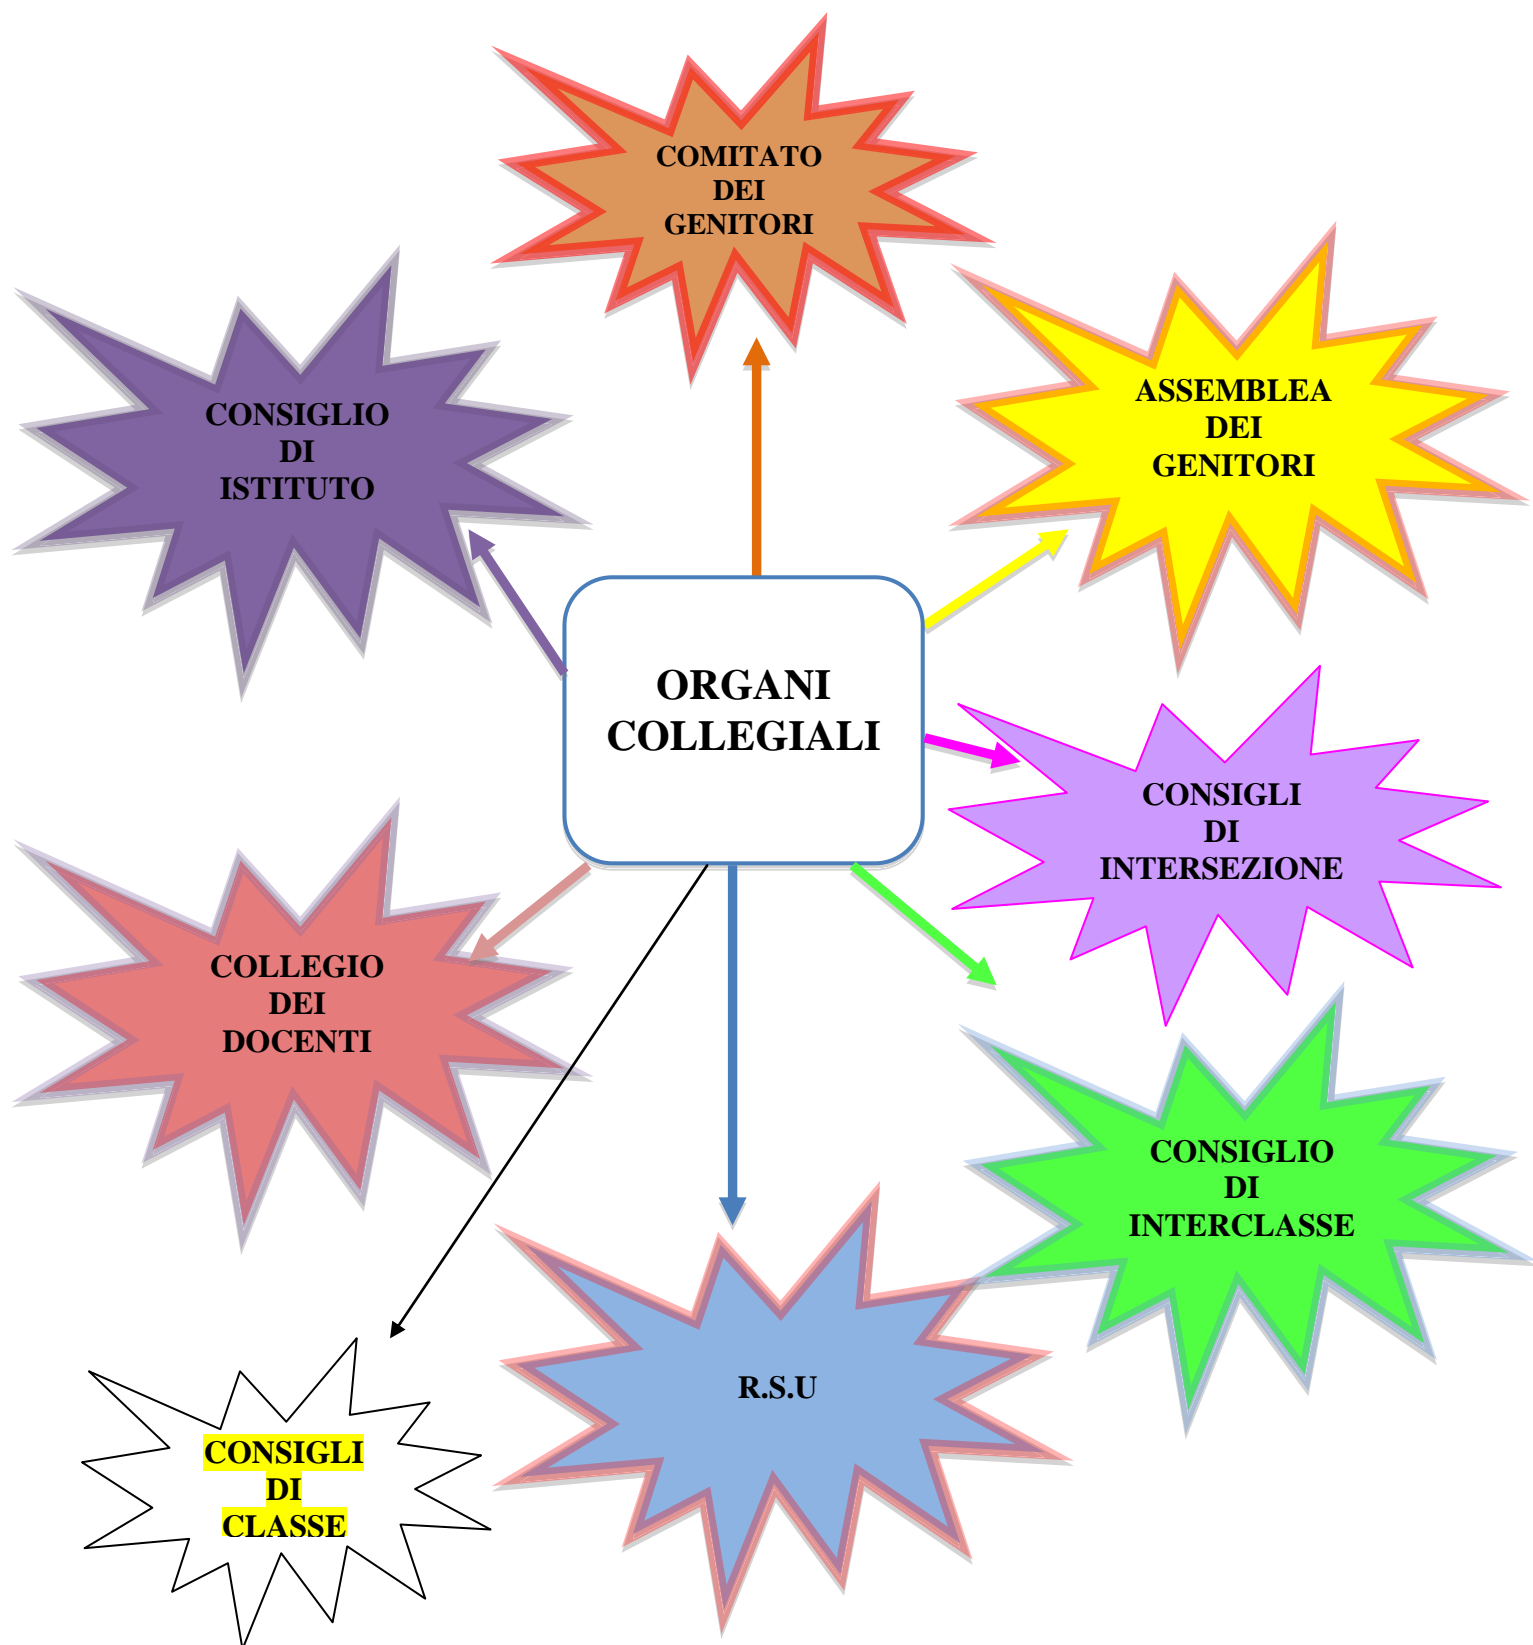 COMITATO
DEI
GENITORI
ASSEMBLEA
DEI
GENITORI
CONSIGLIO
DI
ISTITUTO
ORGANI
COLLEGIALI
CONSIGLI
DI
INTERSEZIONE
COLLEGIO
DEI
DOCENTI
CONSIGLIO
DI
INTERCLASSE
R.S.U
CONSIGLI
DI
CLASSE